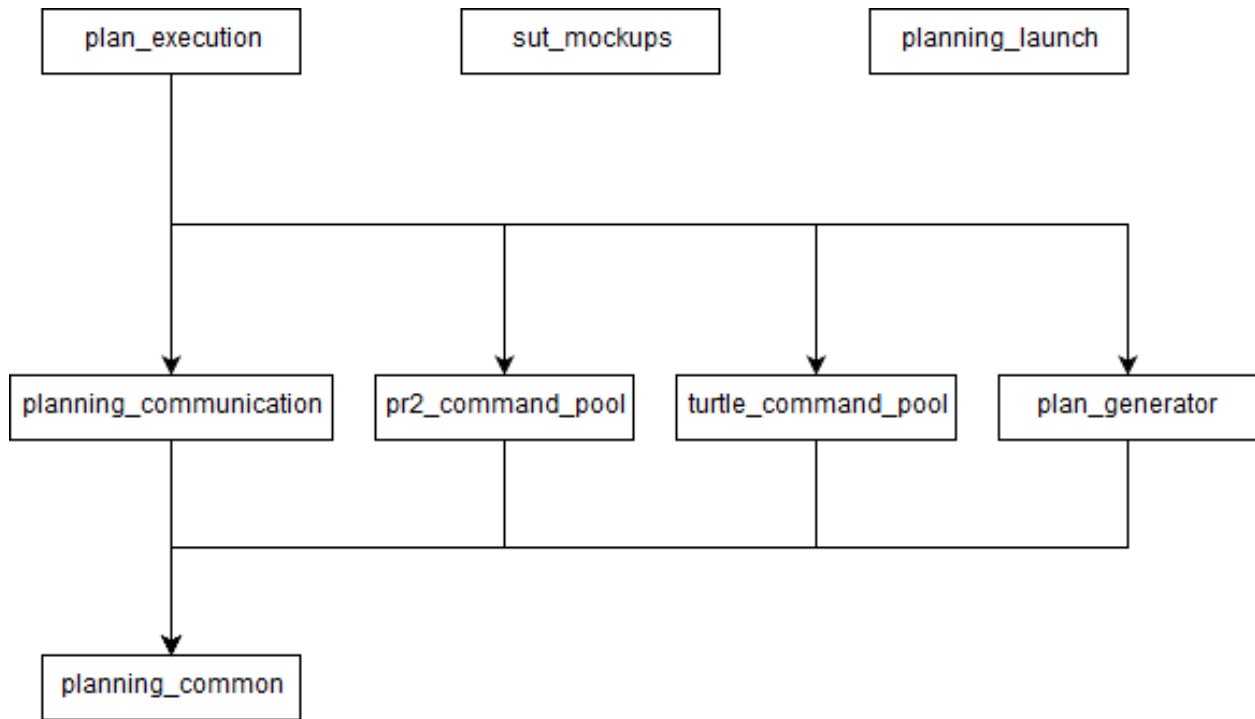 plan_execution
sut_mockups
planning_launch
planning_communication
pr2_command_pool
turtle_command_pool
plan_generator
planning_common